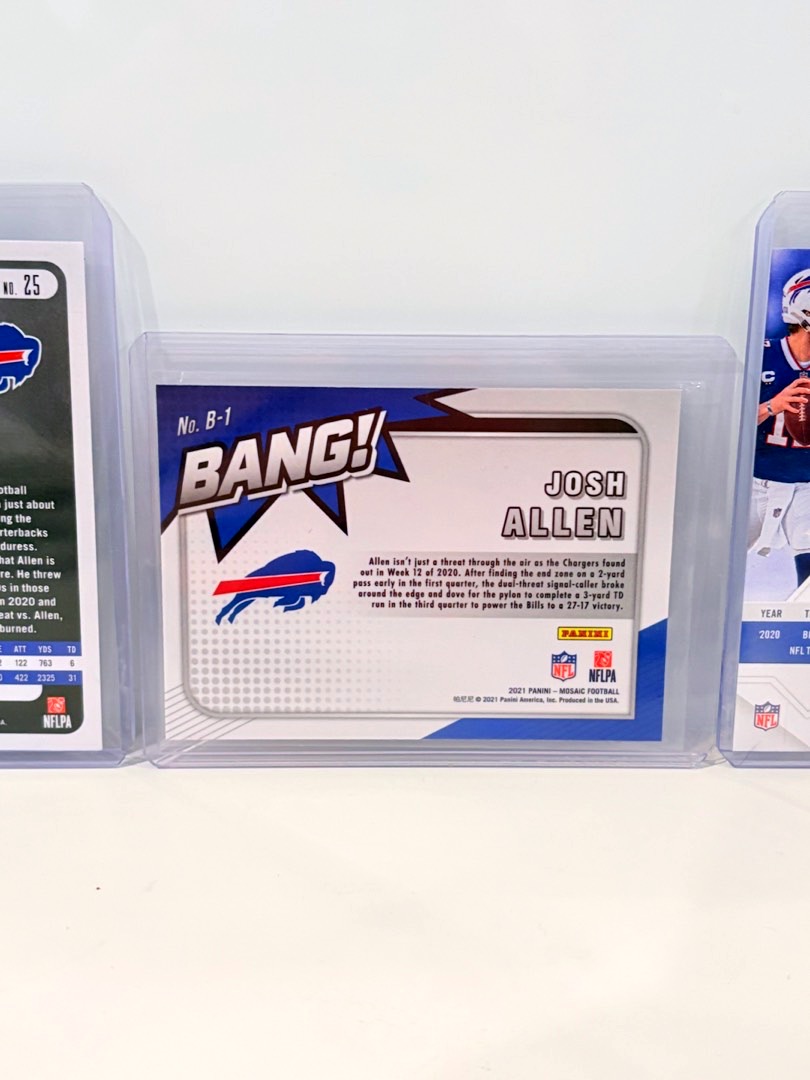 NO. 25
otball
just about
ng the
rterbacks
duress.
hat Allen is
re. He threw
s in those
n 2020 and
eat vs. Allen,
burned.
ATT YDS TD
122 763 6
422 2325 31
NFLPA
No. B-1
BANG!
JOSH
ALLEN
Allen isn't just a threat through the air as the Chargers found
out in Week 12 of 2020. After finding the end zone on a 2-yard
pass early in the first quarter, the dual-threat signal-caller broke
around the edge and dove for the pylon to complete a 3-yard TD
run in the third quarter to power the Bills to a 27-17 victory.
PANINI
NFL NFLPA
2021 PANINI – MOSAIC FOOTBALL
帕尼尼 © 2021 Panini America, Inc. Produced in the USA.
C
YEAR
2020
NFL T
NFL